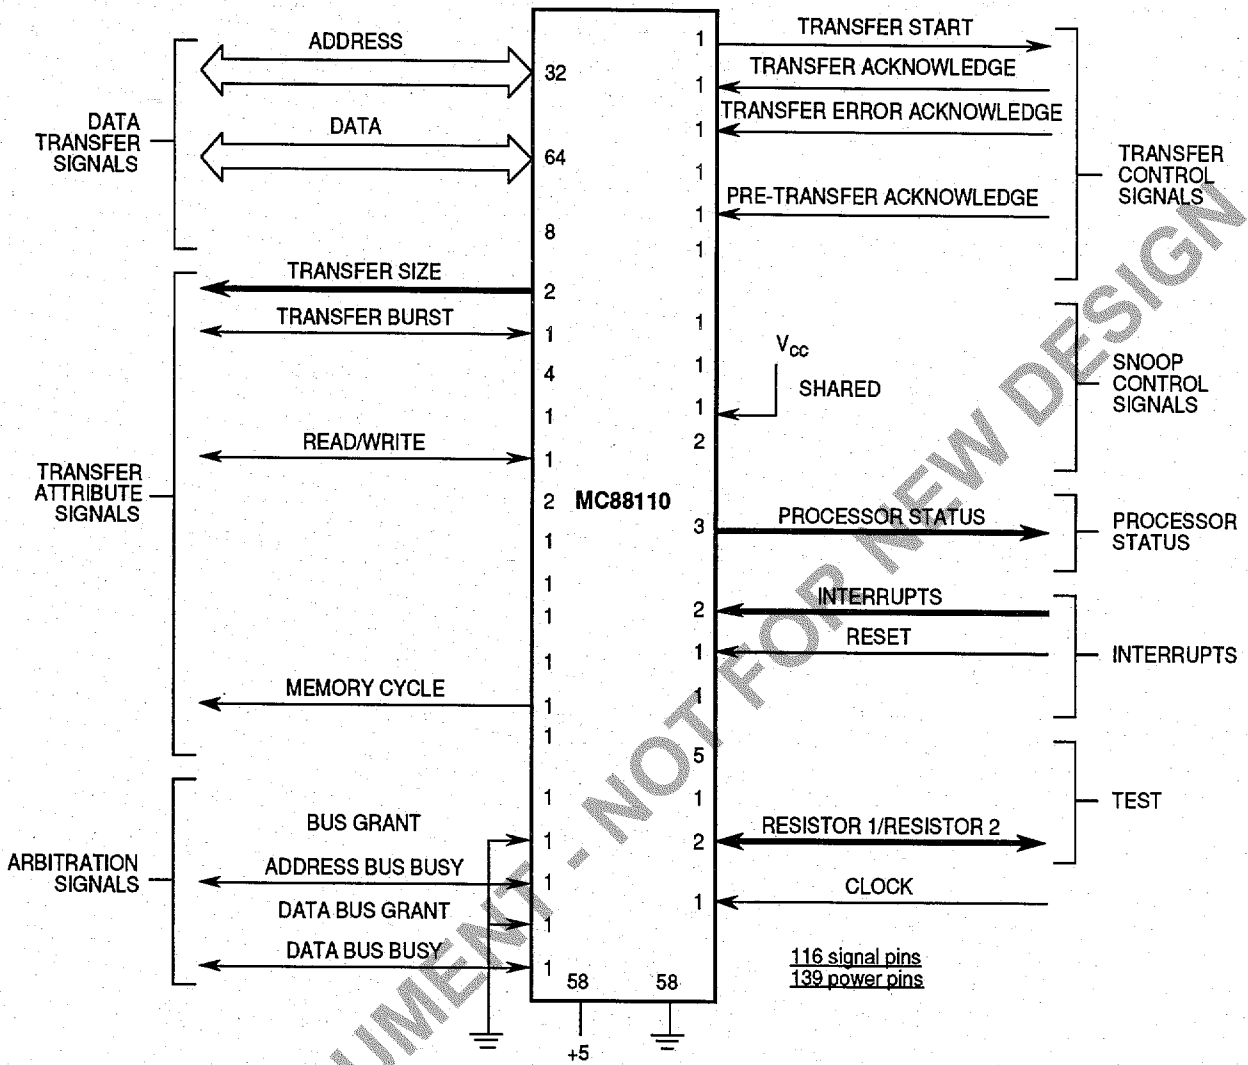 ADDRESS
32
DATA
64
8
DATA
TRANSFER
SIGNALS
TRANSFER SIZE
2
TRANSFER BURST
1
4
1
READ/WRITE
1
2
1
1
1
1
MEMORY CYCLE
1
1
TRANSFER
ATTRIBUTE
SIGNALS
1
BUS GRANT
1
ADDRESS BUS BUSY
1
DATA BUS GRANT
1
DATA BUS BUSY
1
ARBITRATION
SIGNALS
MC88110
58
58
+5
1
TRANSFER START
1
TRANSFER ACKNOWLEDGE
1
TRANSFER ERROR ACKNOWLEDGE
1
1
PRE-TRANSFER ACKNOWLEDGE
1
TRANSFER
CONTROL
SIGNALS
1
1
VCC
SHARED
1
2
SNOOP
CONTROL
SIGNALS
3
PROCESSOR STATUS
PROCESSOR
STATUS
2
INTERRUPTS
1
RESET
1
INTERRUPTS
5
1
2
RESISTOR 1/RESISTOR 2
TEST
1
CLOCK
116 signal pins
139 power pins
UMENT - NOT FOR NEW DESIGN